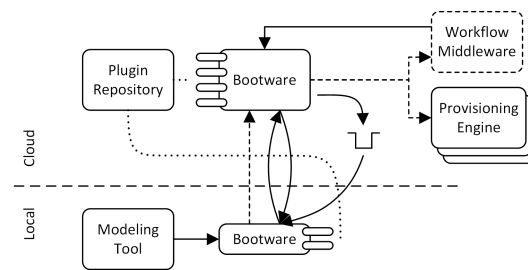 Workflow
Middleware
Plugin
Repository
Bootware
Provisioning
Engine
Cloud
Local
Modeling
Tool
Bootware